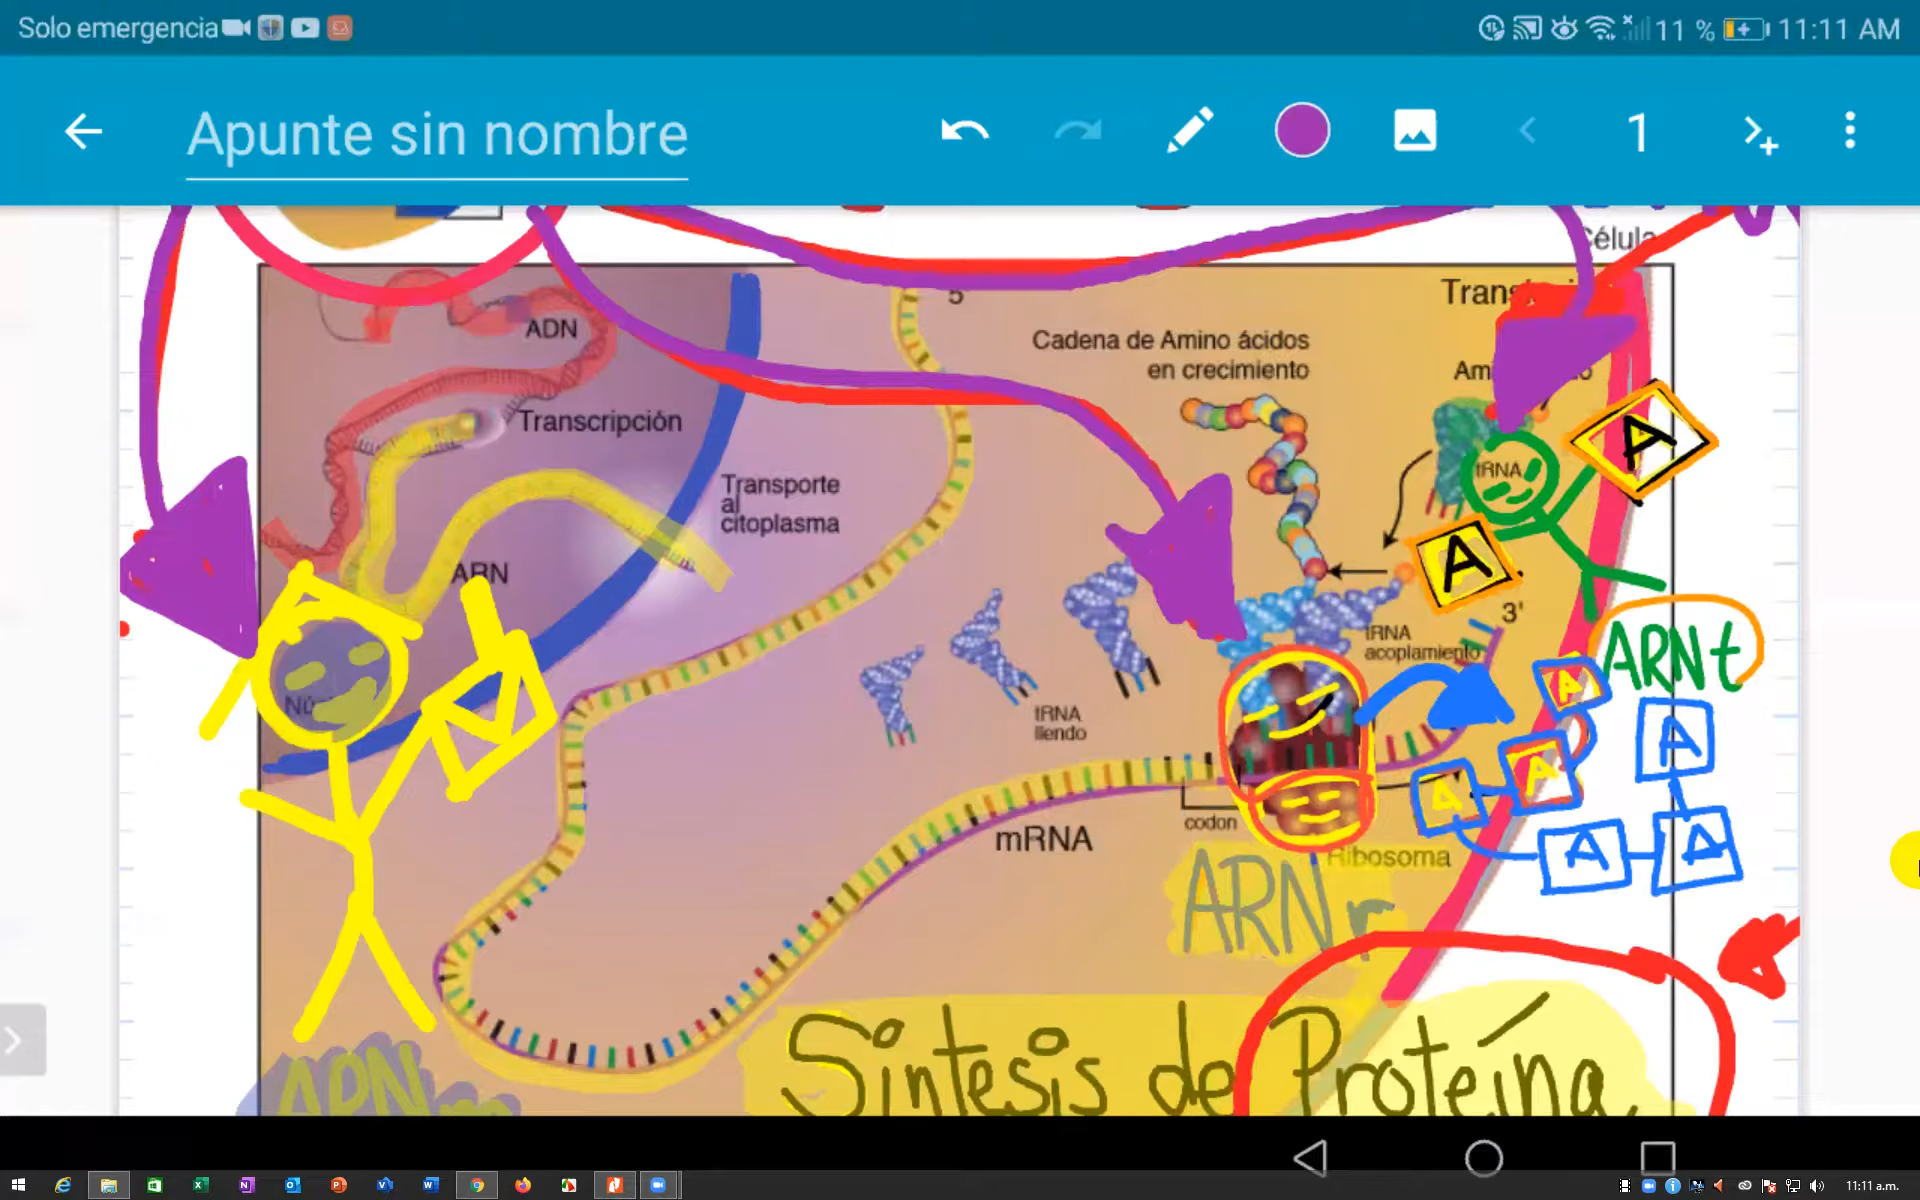 Solo emergencia
11 %
11:11 AM
Apunte sin nombre
1
Célula
5'
ADN
Cadena de Amino ácidos
en crecimiento
Transcripción
tRNA
A
Transporte
al
citoplasma
ARN
A
3'
tRNA
acoplamiento
ARNt
A
tRNA
llendo
A
A
A
codon
mRNA
A
A
Ribosoma
ARNr
Síntesis de Proteína
ARNm
11:11 a.m.